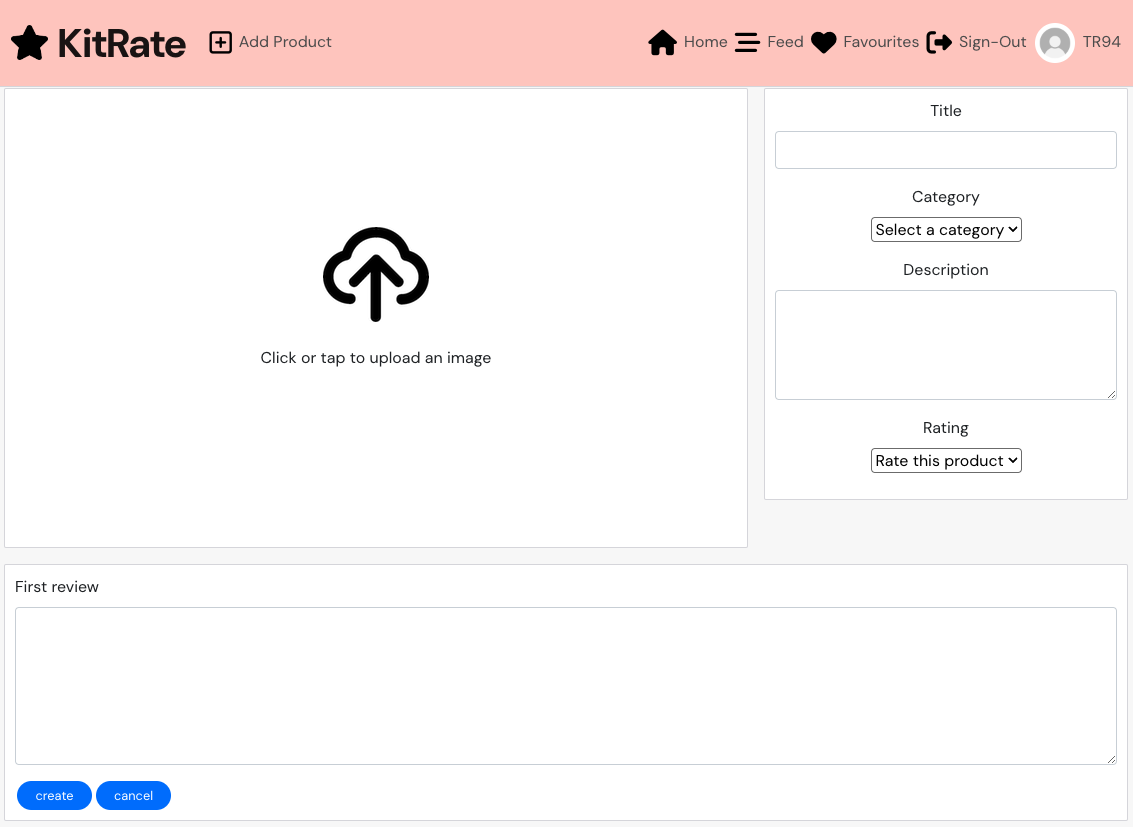 KitRate
Add Product
Home
Feed
Favourites
Sign-Out
TR94
Click or tap to upload an image
Title
Category
Select a category
Description
Rating
Rate this product
First review
create
cancel